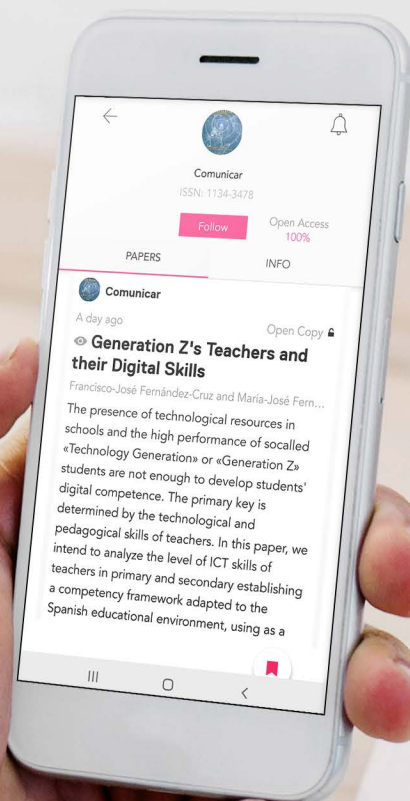 Comunicar
ISSN: 1134-3478
Follow
Open Access
100%
PAPERS
INFO
Comunicar
A day ago
Open Copy
Generation Z's Teachers and
their Digital Skills
Francisco-José Fernández-Cruz and María-José Fern...
The presence of technological resources in
schools and the high performance of socalled
«Technology Generation» or «Generation Z»
students are not enough to develop students'
digital competence. The primary key is
determined by the technological and
pedagogical skills of teachers. In this paper, we
intend to analyze the level of ICT skills of
teachers in primary and secondary establishing
a competency framework adapted to the
Spanish educational environment, using as a